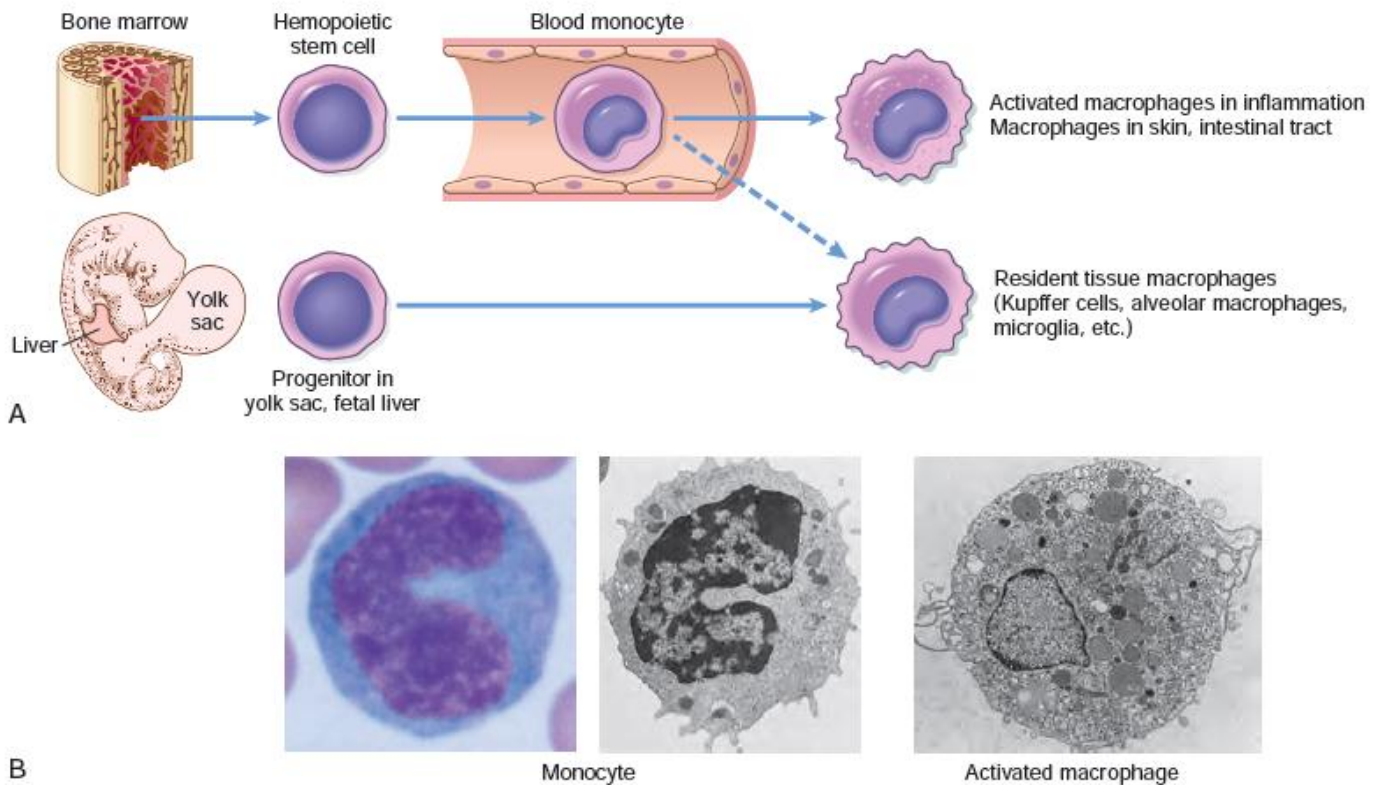 Bone marrow
Hemopoietic
stem cell
Blood monocyte
Activated macrophages in inflammation
Macrophages in skin, intestinal tract
Yolk
sac
Liver
Progenitor in
yolk sac, fetal liver
Resident tissue macrophages
(Kupffer cells, alveolar macrophages,
microglia, etc.)
A
Monocyte
Activated macrophage
B